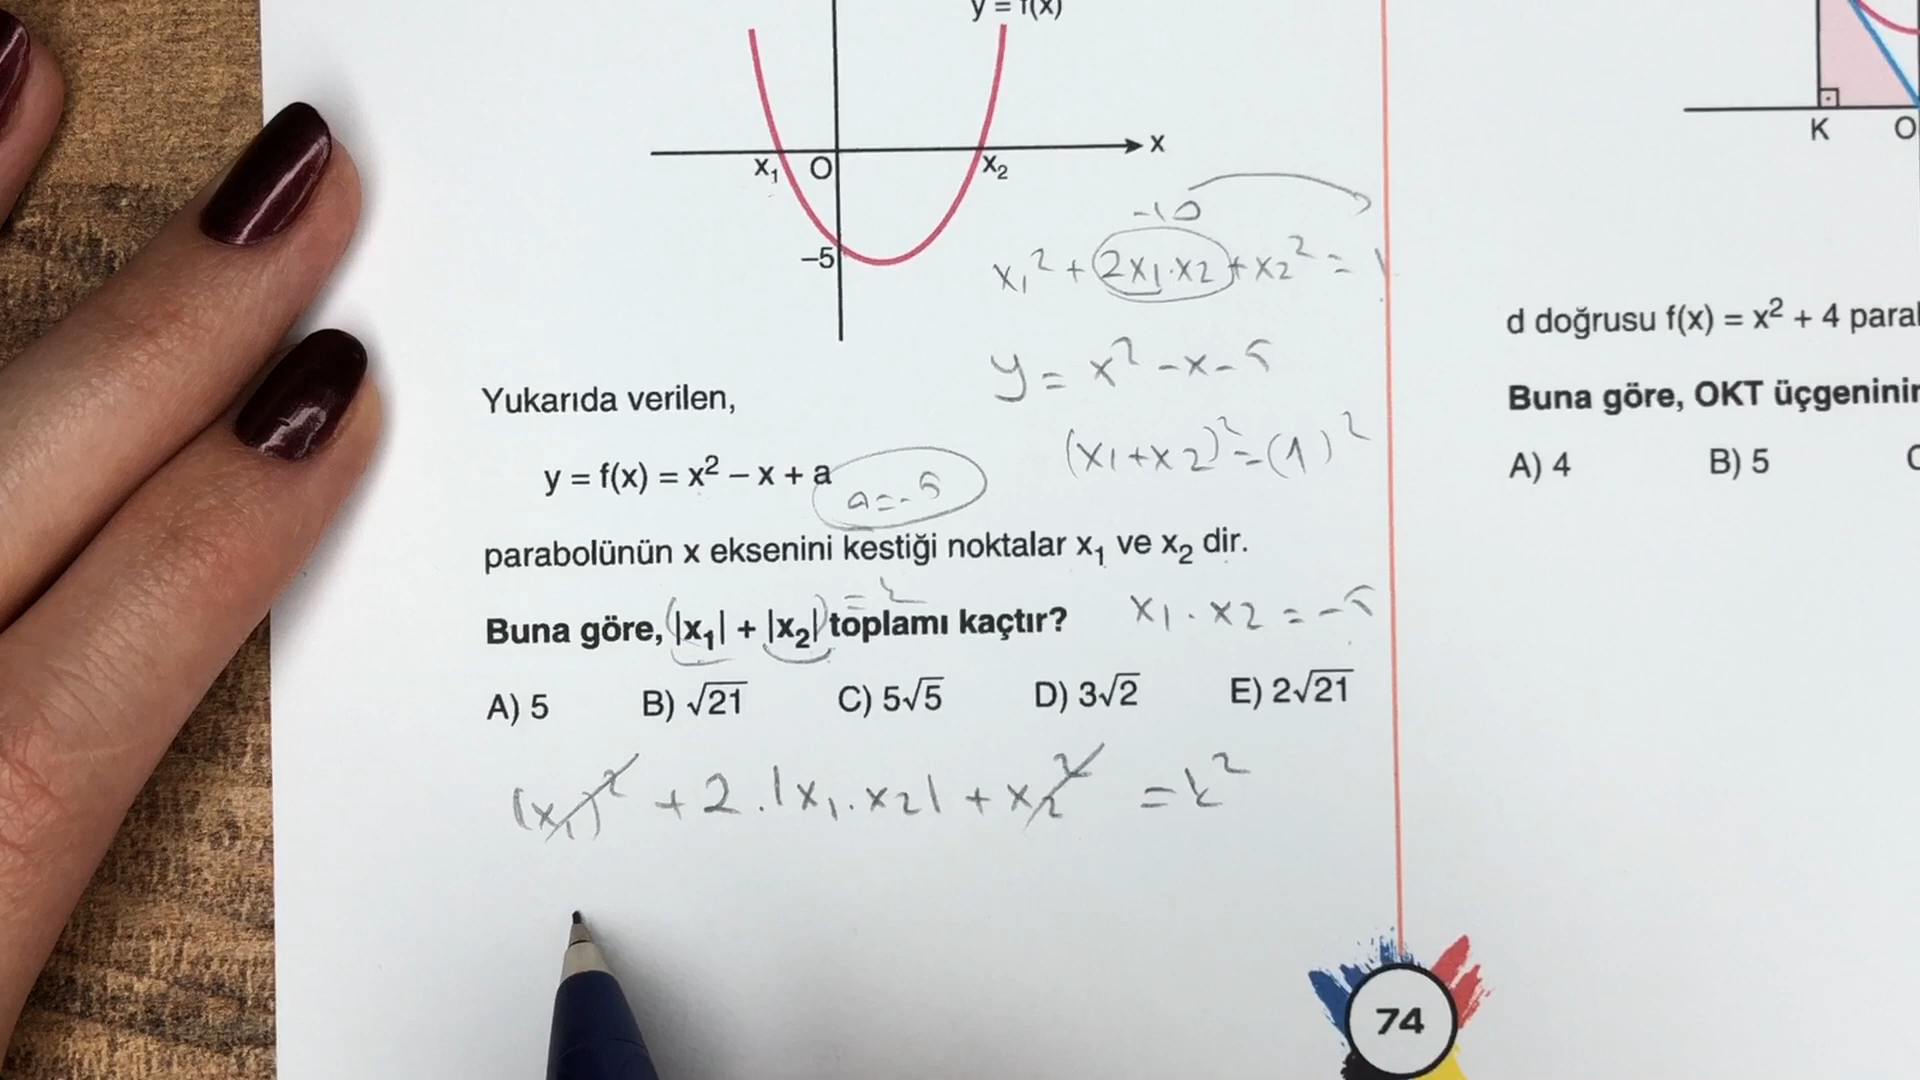 y = f(x)
x
x₁ O x₂
-10
–5
x₁² + 2x₁·x₂ + x₂² = 1
y = x² - x - 5
Yukarıda verilen,
(x₁+x₂)² = (1)²
y = f(x) = x² – x + a
a=-5
parabolünün x eksenini kestiği noktalar x₁ ve x₂ dir.
= k
x₁ . x₂ = -5
Buna göre, (|x₁| + |x₂|) toplamı kaçtır?
A) 5 B) √21 C) 5√5 D) 3√2 E) 2√21
(x₁)² + 2.|x₁.x₂| + x₂² = k²
74
K O
d doğrusu f(x) = x² + 4
Buna göre, OKT
A) 4 B) 5